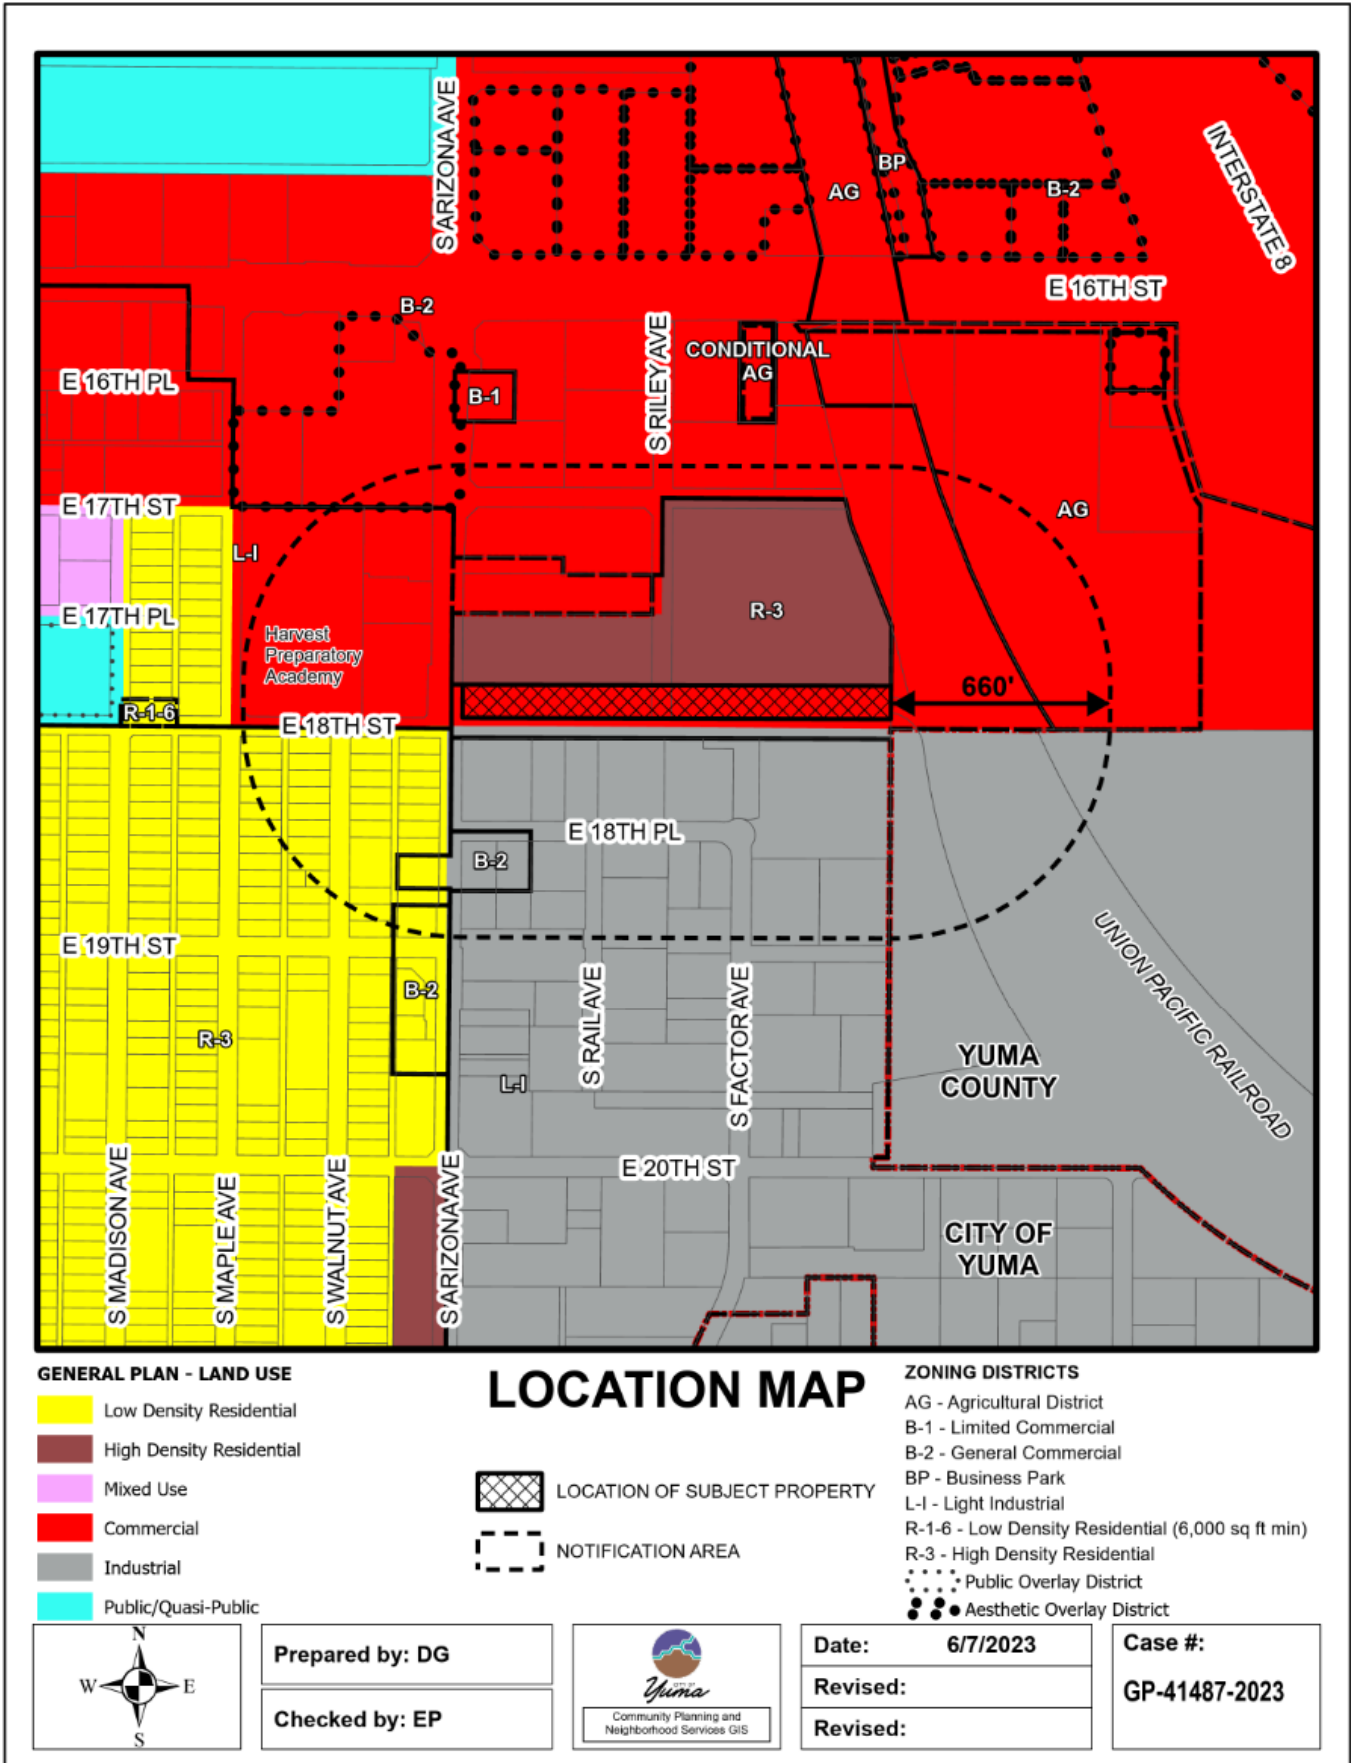 S ARIZONA AVE
INTERSTATE 8
BP
AG
B-2
E 16TH ST
B-2
S RILEY AVE
CONDITIONAL
AG
E 16TH PL
B-1
E 17TH ST
AG
L-I
E 17TH PL
R-3
Harvest
Preparatory
Academy
660'
R-1-6
E 18TH ST
E 18TH PL
B-2
UNION PACIFIC RAILROAD
E 19TH ST
B-2
S RAIL AVE
S FACTOR AVE
R-3
YUMA
COUNTY
L-I
S MADISON AVE
S MAPLE AVE
S WALNUT AVE
S ARIZONA AVE
E 20TH ST
CITY OF
YUMA
GENERAL PLAN - LAND USE
Low Density Residential
High Density Residential
Mixed Use
Commercial
Industrial
Public/Quasi-Public
LOCATION MAP
LOCATION OF SUBJECT PROPERTY
NOTIFICATION AREA
ZONING DISTRICTS
AG - Agricultural District
B-1 - Limited Commercial
B-2 - General Commercial
BP - Business Park
L-I - Light Industrial
R-1-6 - Low Density Residential (6,000 sq ft min)
R-3 - High Density Residential
Public Overlay District
Aesthetic Overlay District
N
W E
S
Prepared by: DG
Checked by: EP
CITY OF
Yuma
Community Planning and
Neighborhood Services GIS
Date: 6/7/2023
Revised:
Revised:
Case #:
GP-41487-2023